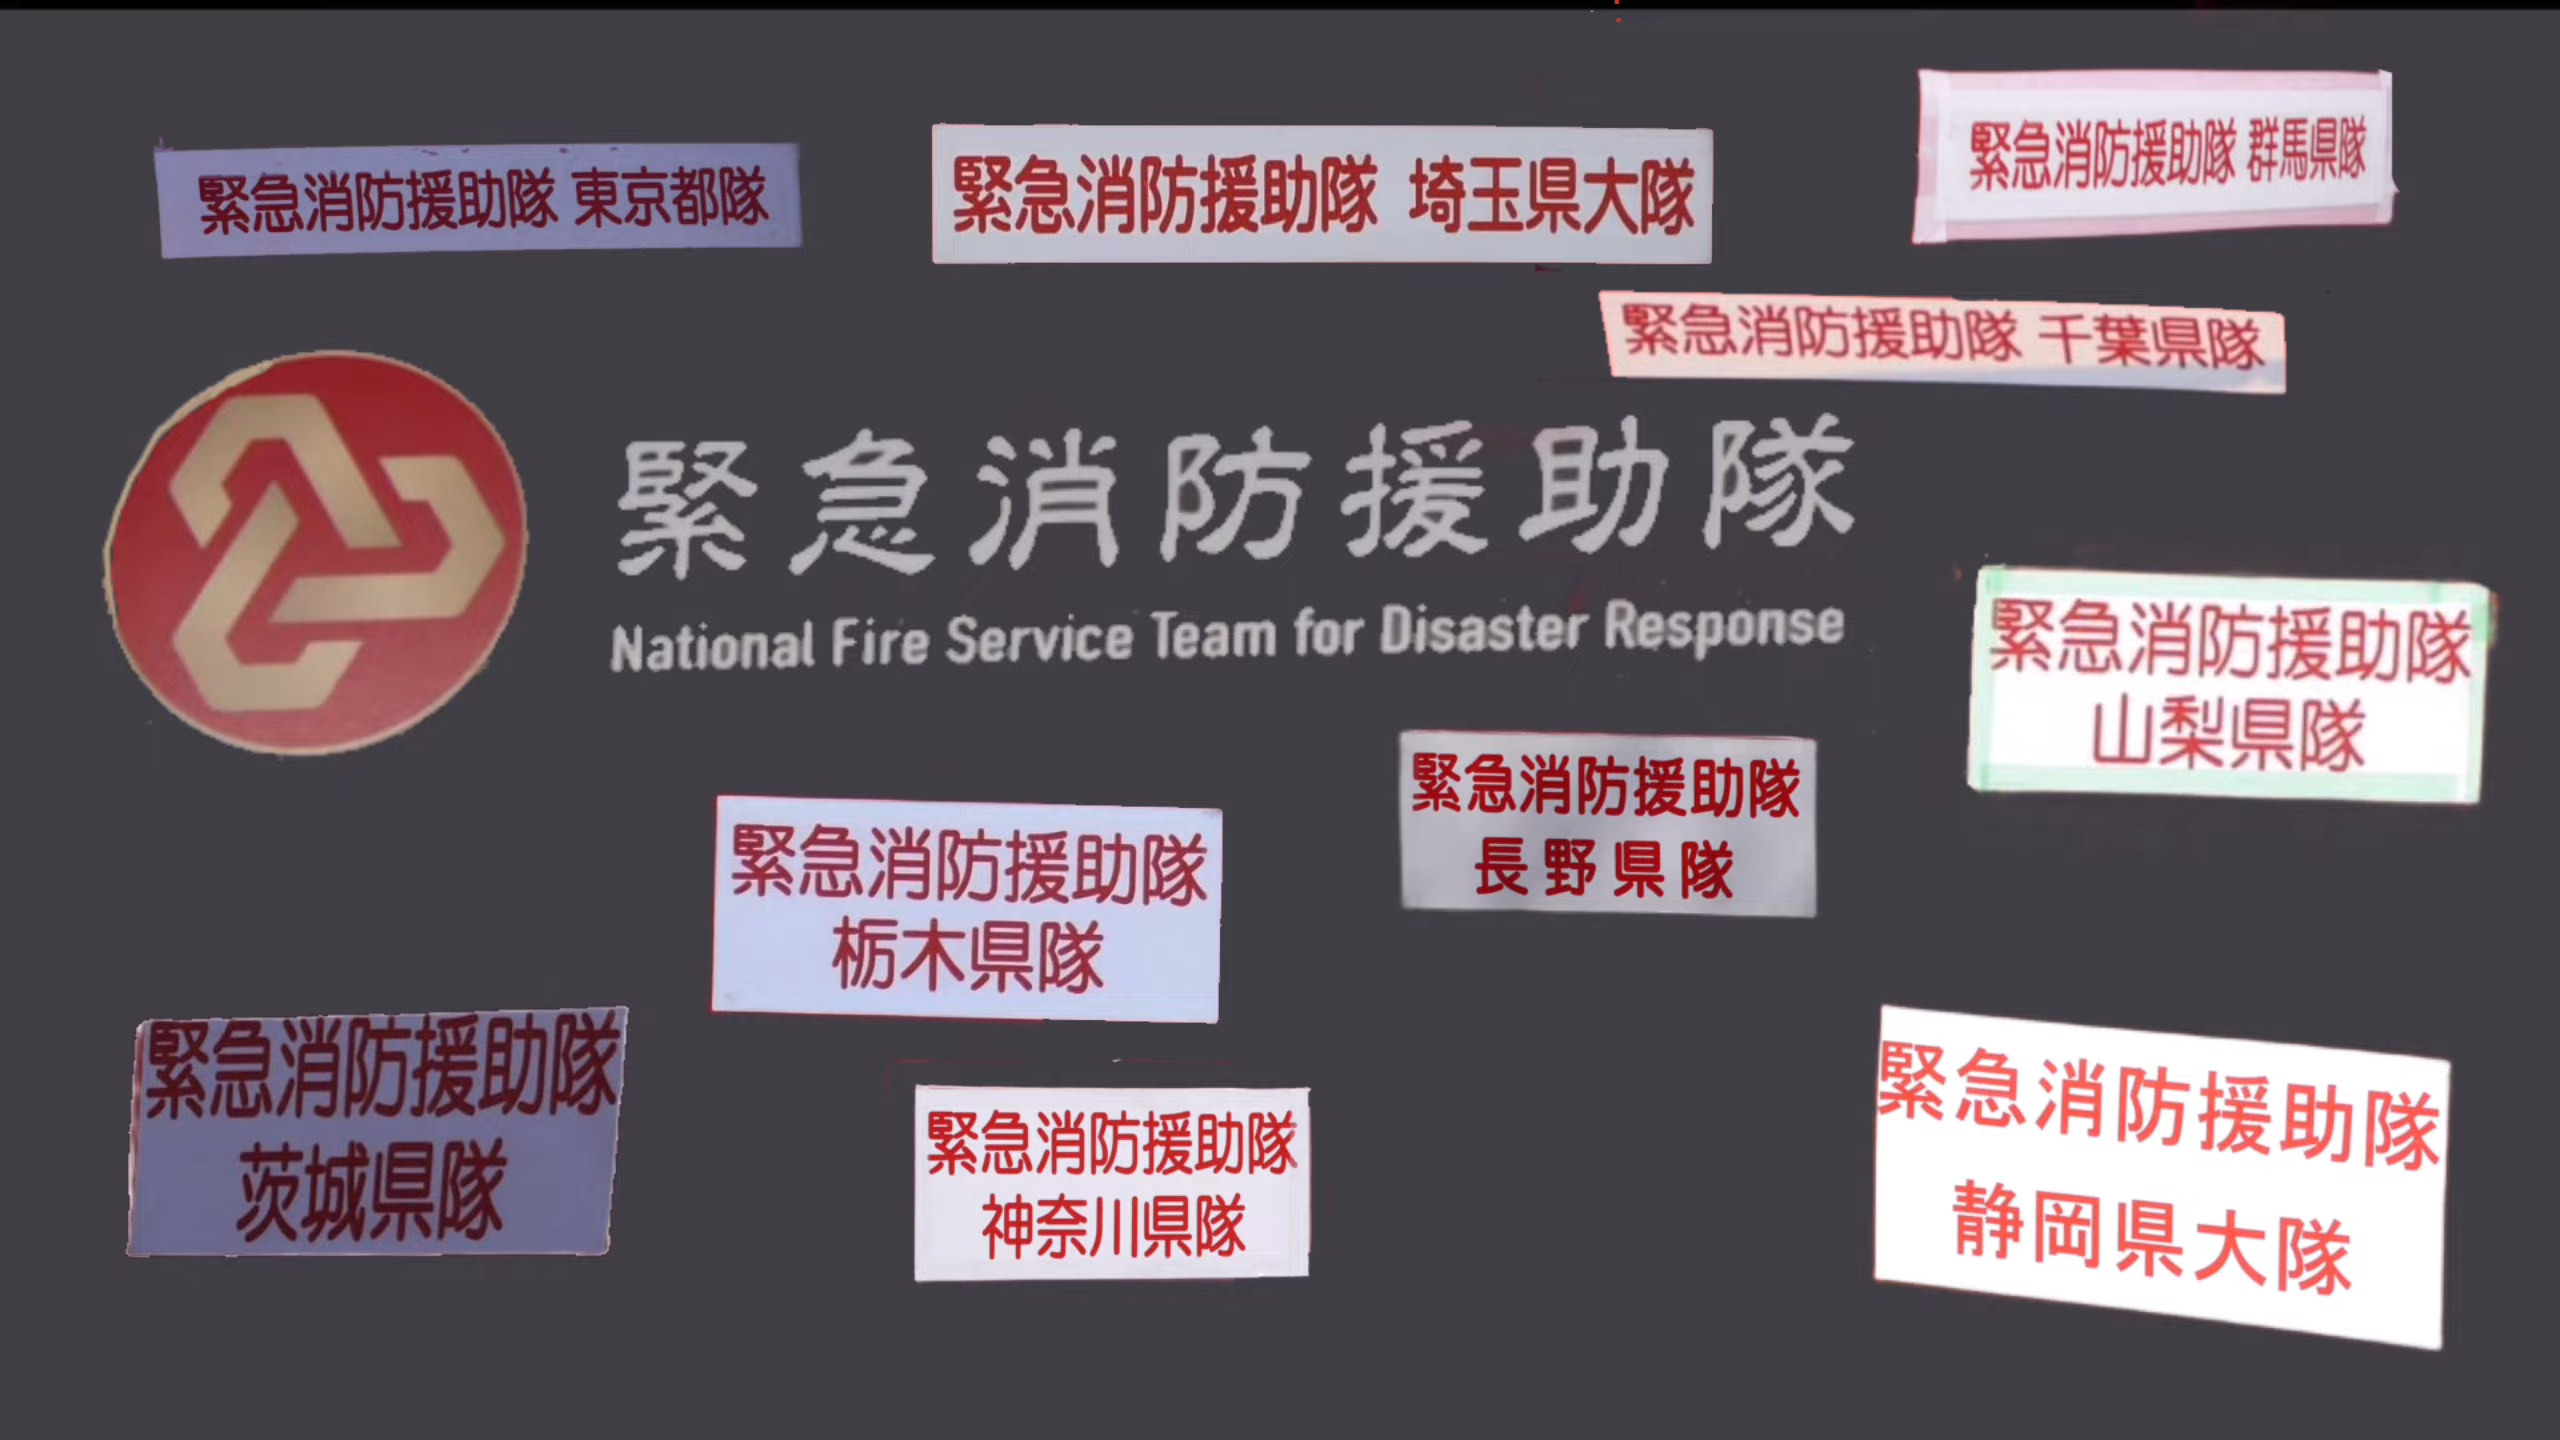 緊急消防援助隊 東京都隊
緊急消防援助隊 埼玉県大隊
緊急消防援助隊 群馬県隊
緊急消防援助隊 千葉県隊
緊急消防援助隊
National Fire Service Team for Disaster Response
緊急消防援助隊
山梨県隊
緊急消防援助隊
長野県隊
緊急消防援助隊
栃木県隊
緊急消防援助隊
茨城県隊
緊急消防援助隊
神奈川県隊
緊急消防援助隊
静岡県大隊